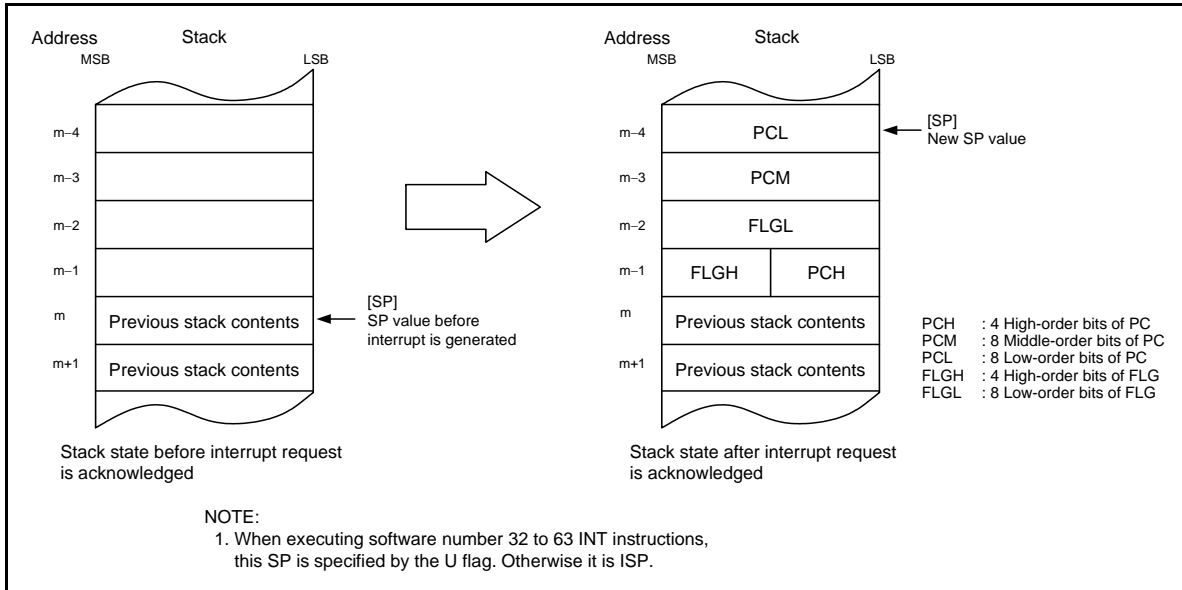 Address Stack
MSB LSB
m−4
m−3
m−2
m−1
m Previous stack contents
m+1 Previous stack contents
[SP]
SP value before
interrupt is generated
Stack state before interrupt request
is acknowledged
Address Stack
MSB LSB
m−4 PCL
m−3 PCM
m−2 FLGL
m−1 FLGH PCH
m Previous stack contents
m+1 Previous stack contents
[SP]
New SP value
PCH : 4 High-order bits of PC
PCM : 8 Middle-order bits of PC
PCL : 8 Low-order bits of PC
FLGH : 4 High-order bits of FLG
FLGL : 8 Low-order bits of FLG
Stack state after interrupt request
is acknowledged
NOTE:
1. When executing software number 32 to 63 INT instructions,
this SP is specified by the U flag. Otherwise it is ISP.